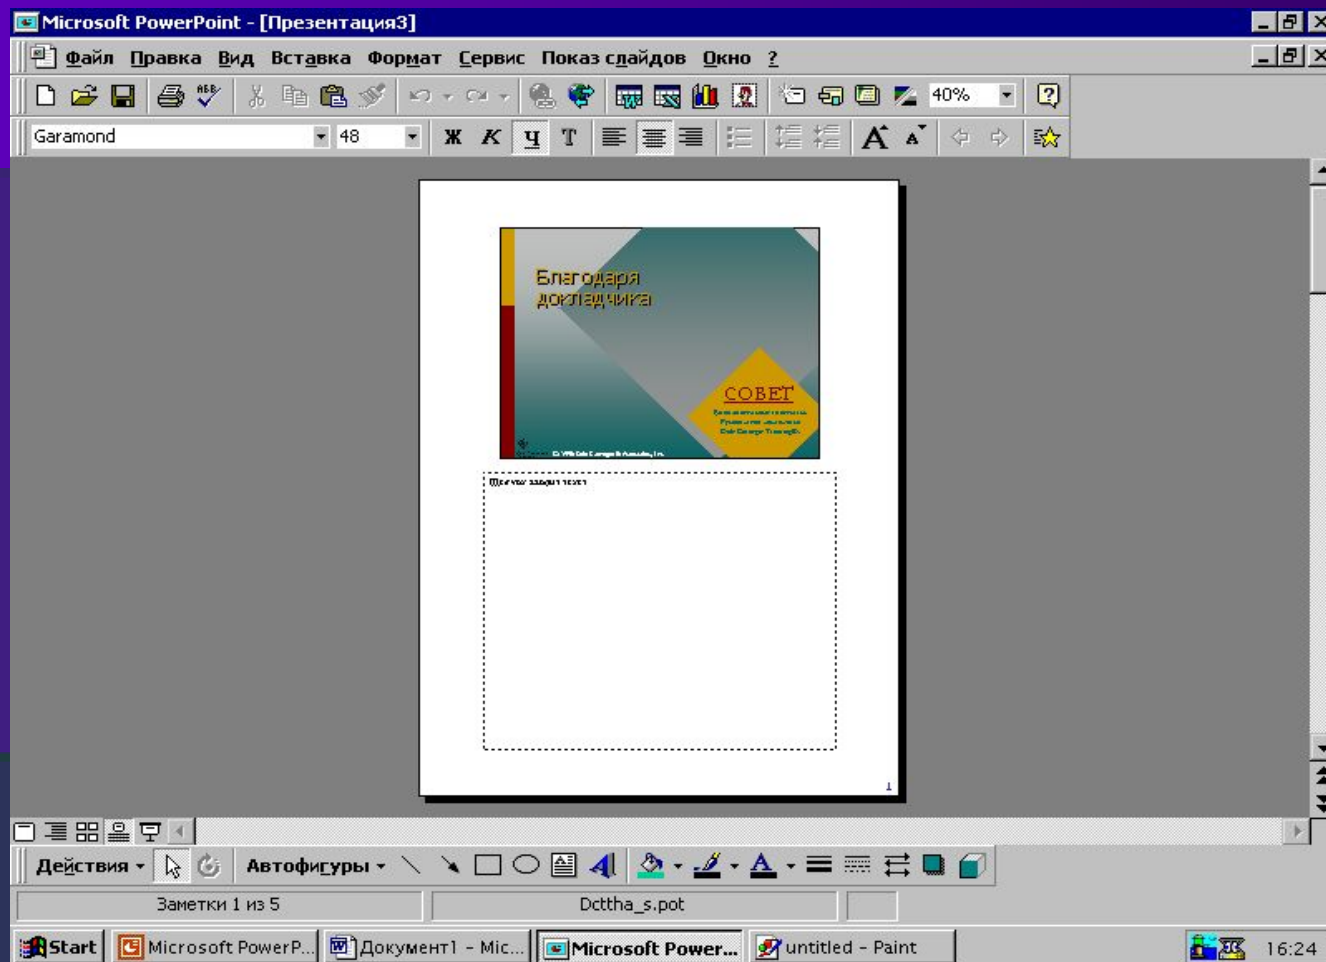 Microsoft PowerPoint - [Презентация3]
Файл Правка Вид Вставка Формат Сервис Показ слайдов Окно ?
40%
Garamond 48 Ж К Ч Т
Благодаря
докладчика
СОВЕТ
1
Действия Автофигуры
Заметки 1 из 5 Dcttha_s.pot
Start Microsoft PowerP... Документ1 - Mic... Microsoft Power... untitled - Paint 16:24